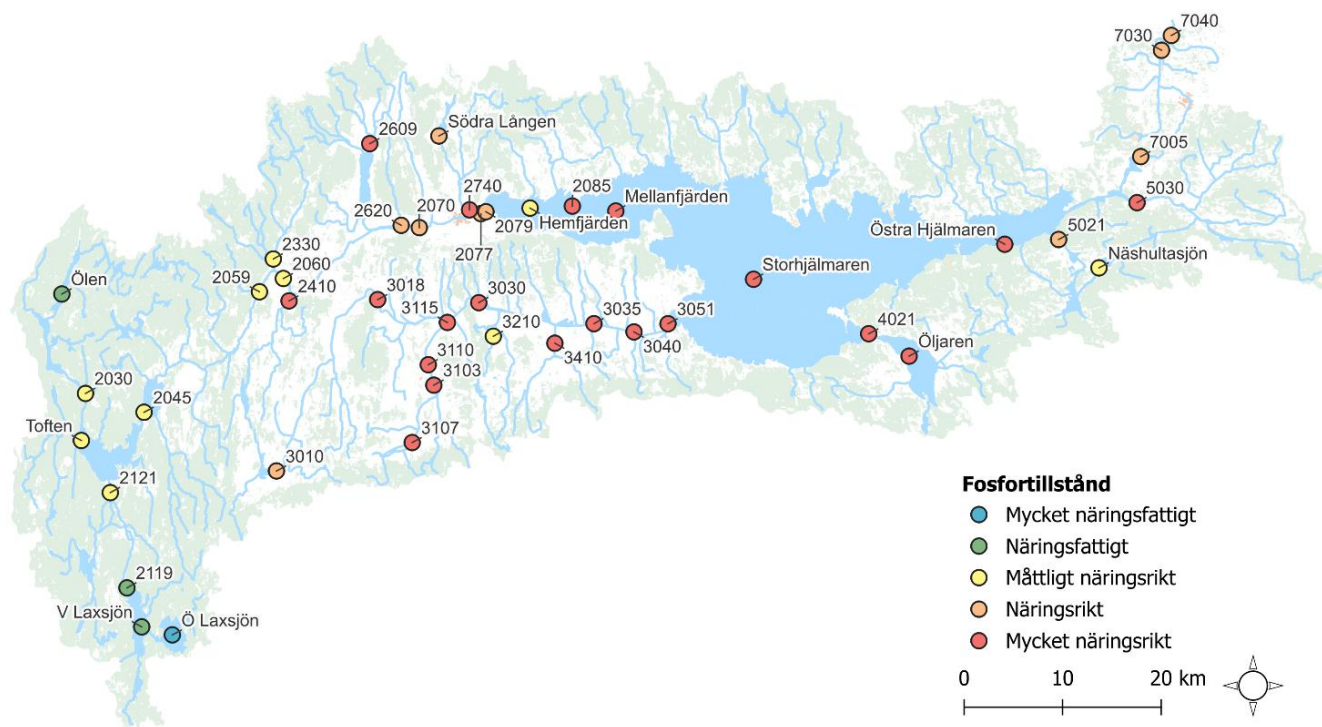 7040
7030
Södra Lången
2609
7005
2740
2085
Mellanfjärden
5030
2620
2070
2079
Hemfjärden
Östra Hjälmaren
5021
2077
2330
Näshultasjön
2060
Ölen
2059
Storhjälmaren
2410
3018
3030
3115
3210
3035
3051
4021
3410
3040
Öljaren
3110
3103
2030
2045
Toften
3107
3010
2121
Fosfortillstånd
Mycket näringsfattigt
Näringsfattigt
Måttligt näringsrikt
Näringsrikt
Mycket näringsrikt
2119
V Laxsjön
Ö Laxsjön
0 10 20 km